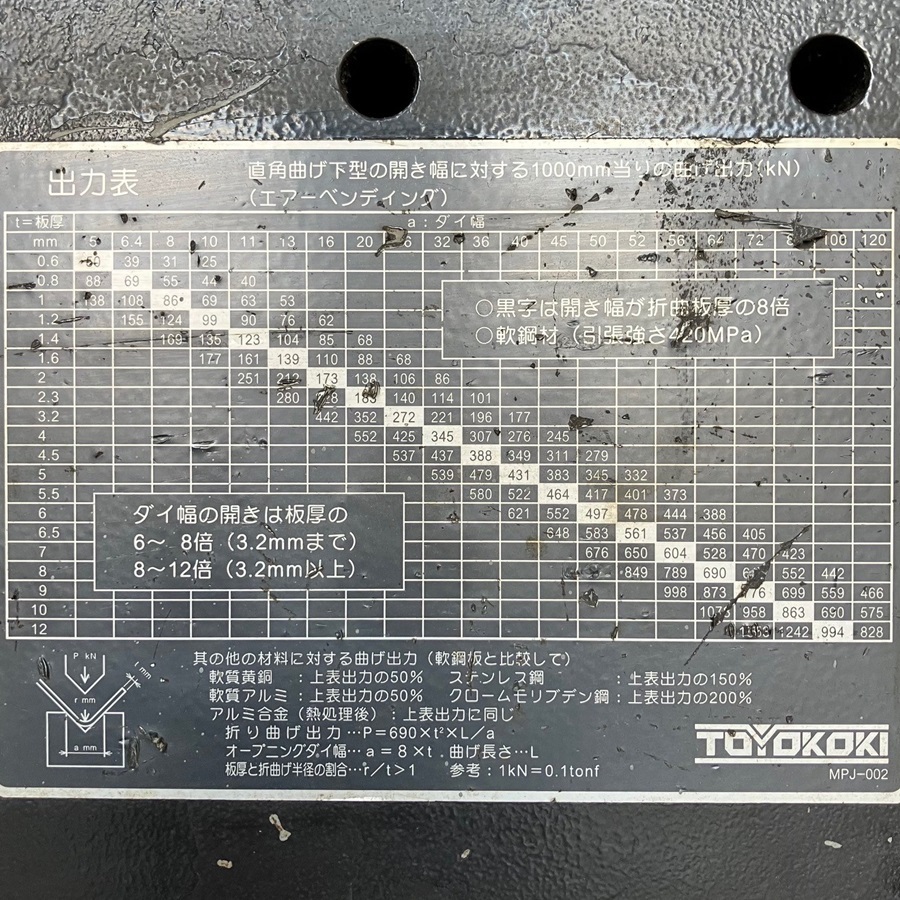 出力表
直角曲げ下型の開き幅に対する1000mm当りの曲げ出力(kN)
(エアーベンディング)
t=板厚 a:ダイ幅
mm 5 6.4 8 10 11 13 16 20 32 36 40 45 50 52 56 64 72 100 120
0.6 50 39 31 25
0.8 88 69 55 44 40
1 138 108 86 69 63 53
1.2 155 124 99 90 76 62
1.4 169 135 123 104 85 68
1.6 177 161 139 110 88 68
2 251 212 173 138 106 86
2.3 280 183 140 114 101
3.2 442 352 272 221 196 177
4 552 425 345 307 276 245
4.5 537 437 388 349 311 279
5 539 479 431 383 345 332
5.5 580 522 464 417 401 373
6 621 552 497 478 444 388
6.5 648 583 561 537 456 405
7 676 650 604 528 470 423
8 849 789 690 552 442
9 998 873 776 699 559 466
10 958 863 690 575
12 1242 994 828
○黒字は開き幅が折曲板厚の8倍
○軟鋼材(引張強さ420MPa)
ダイ幅の開きは板厚の
6〜 8倍(3.2mmまで)
8〜12倍(3.2mm以上)
其の他の材料に対する曲げ出力(軟鋼板と比較して)
軟質黄銅 :上表出力の50% ステンレス鋼 :上表出力の150%
軟質アルミ:上表出力の50% クロームモリブデン鋼:上表出力の200%
アルミ合金(熱処理後):上表出力に同じ
折り曲げ出力…P=690×t²×L/a
オープニングダイ幅…a=8×t 曲げ長さ…L
板厚と折曲げ半径の割合…r/t>1 参考:1kN=0.1tonf
P kN
t mm
r mm
a mm
TOYOKOKI
MPJ-002